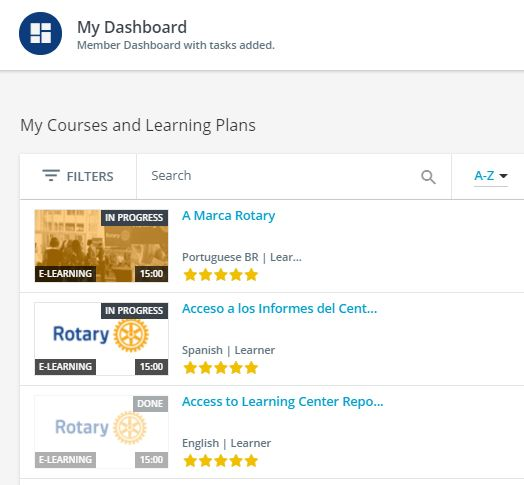 My Dashboard
Member Dashboard with tasks added.
My Courses and Learning Plans
FILTERS
Search
A-Z
IN PROGRESS
E-LEARNING
15:00
A Marca Rotary
Portuguese BR | Lear...
IN PROGRESS
Rotary
E-LEARNING
15:00
Acceso a los Informes del Cent...
Spanish | Learner
DONE
Rotary
E-LEARNING
15:00
Access to Learning Center Repo...
English | Learner